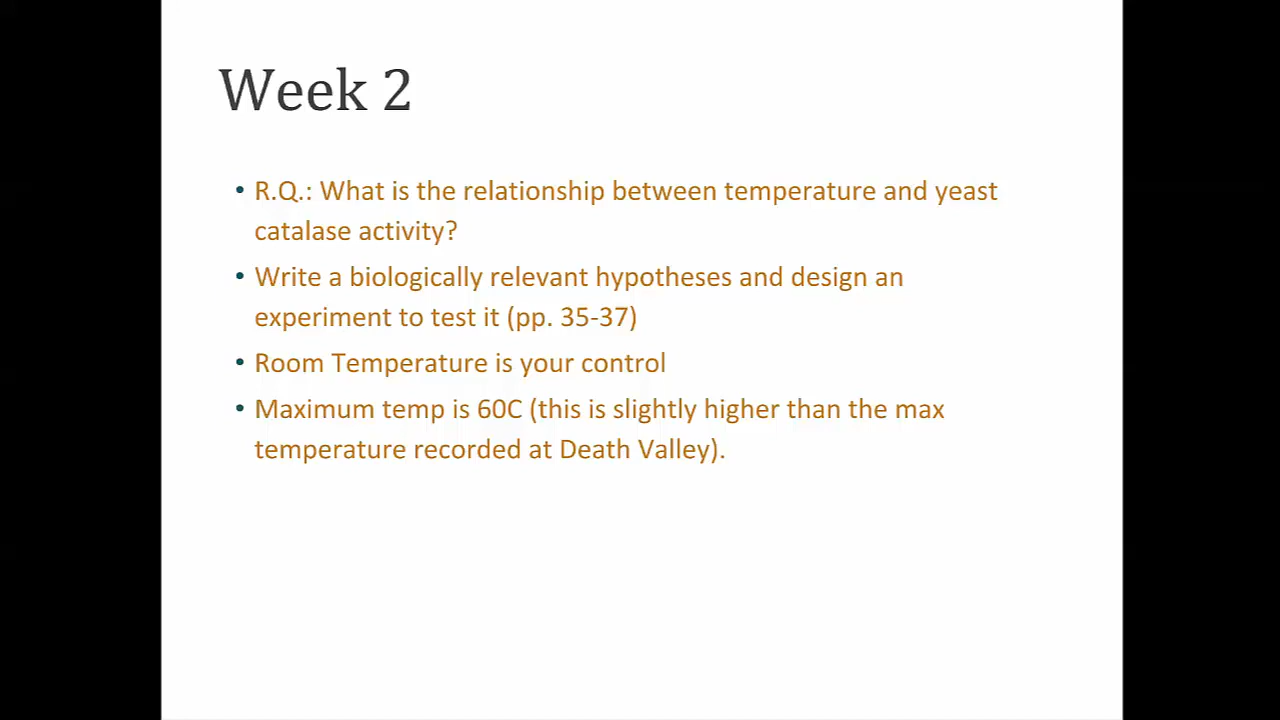 Week 2
• R.Q.: What is the relationship between temperature and yeast
catalase activity?
• Write a biologically relevant hypotheses and design an
experiment to test it (pp. 35-37)
• Room Temperature is your control
• Maximum temp is 60C (this is slightly higher than the max
temperature recorded at Death Valley).